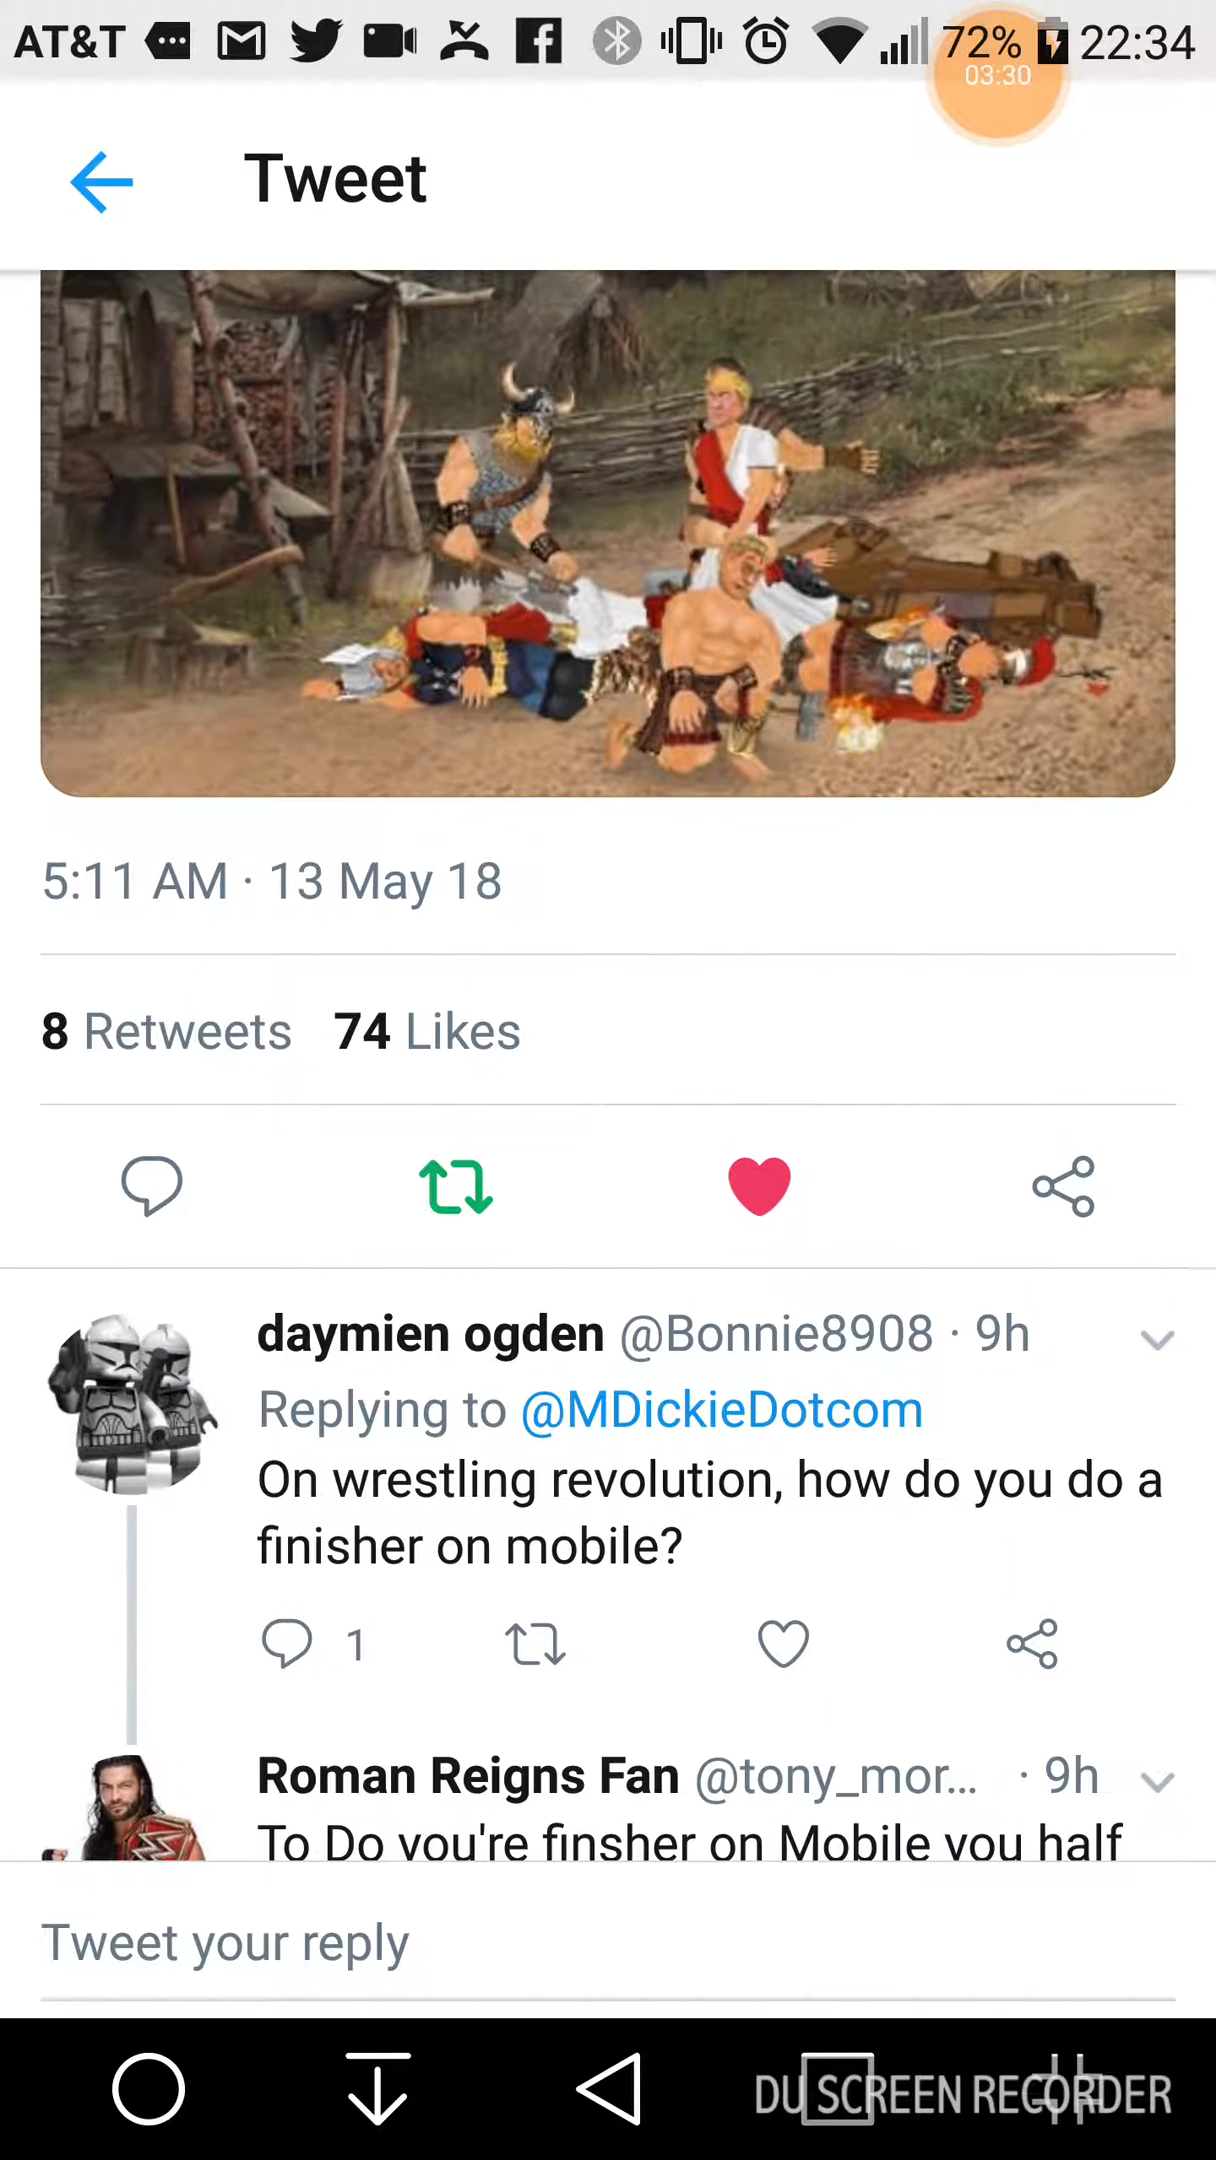 AT&T 72% 22:34
03:30
Tweet
5:11 AM · 13 May 18
8 Retweets 74 Likes
daymien ogden @Bonnie8908 · 9h
Replying to @MDickieDotcom
On wrestling revolution, how do you do a
finisher on mobile?
1
Roman Reigns Fan @tony_mor... · 9h
To Do you're finsher on Mobile you half
Tweet your reply
DU SCREEN RECORDER